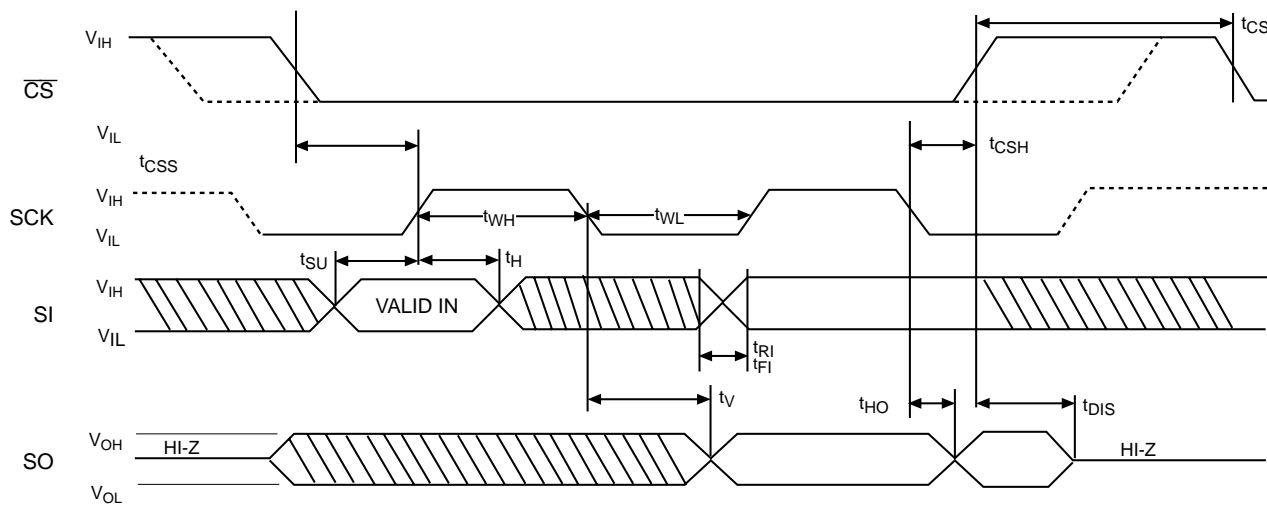 V_IH
t_CS
CS
V_IL
t_CSS
t_CSH
V_IH
SCK
V_IL
t_WH
t_WL
t_SU
t_H
V_IH
SI
VALID IN
V_IL
t_RI
t_FI
t_V
t_HO
t_DIS
V_OH
HI-Z
HI-Z
SO
V_OL